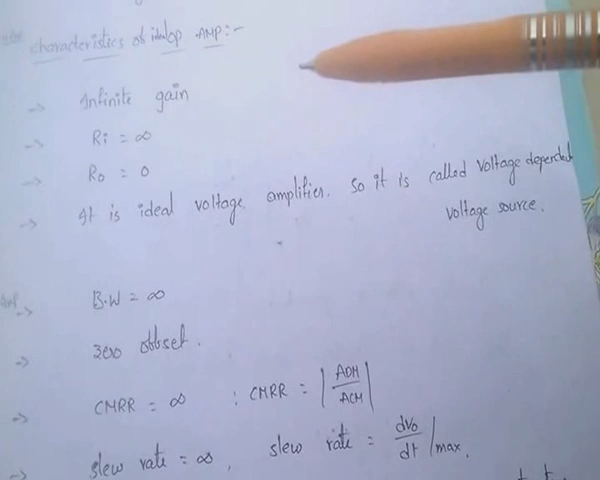 characteristics of ideal op AMP:-
-> Infinite gain
-> Ri = ∞
-> Ro = 0
-> It is ideal voltage amplifier. so it is called voltage dependent
voltage source.
-> B.W = ∞
-> zero offset.
-> CMRR = ∞ : CMRR = | ADM / ACM |
-> slew rate = ∞, slew rate = dvo / dt | max.